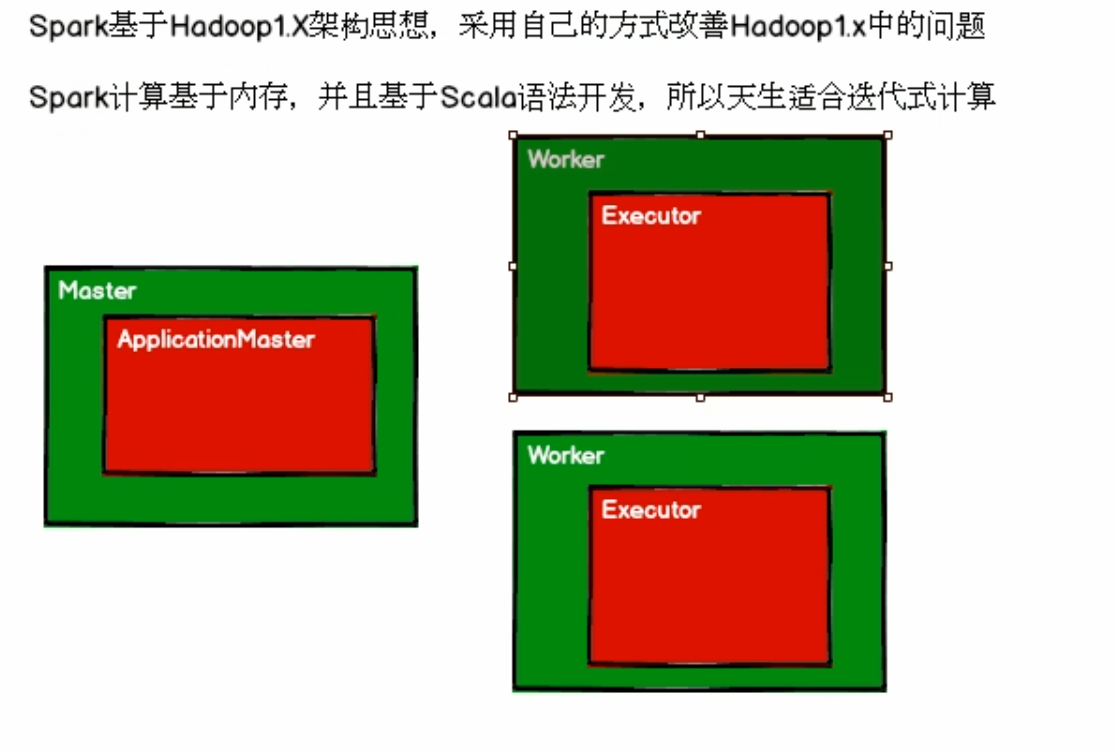 Spark基于Hadoop1.X架构思想，采用自己的方式改善Hadoop1.x中的问题
Spark计算基于内存，并且基于Scala语法开发，所以天生适合迭代式计算
Worker
Executor
Master
ApplicationMaster
Worker
Executor